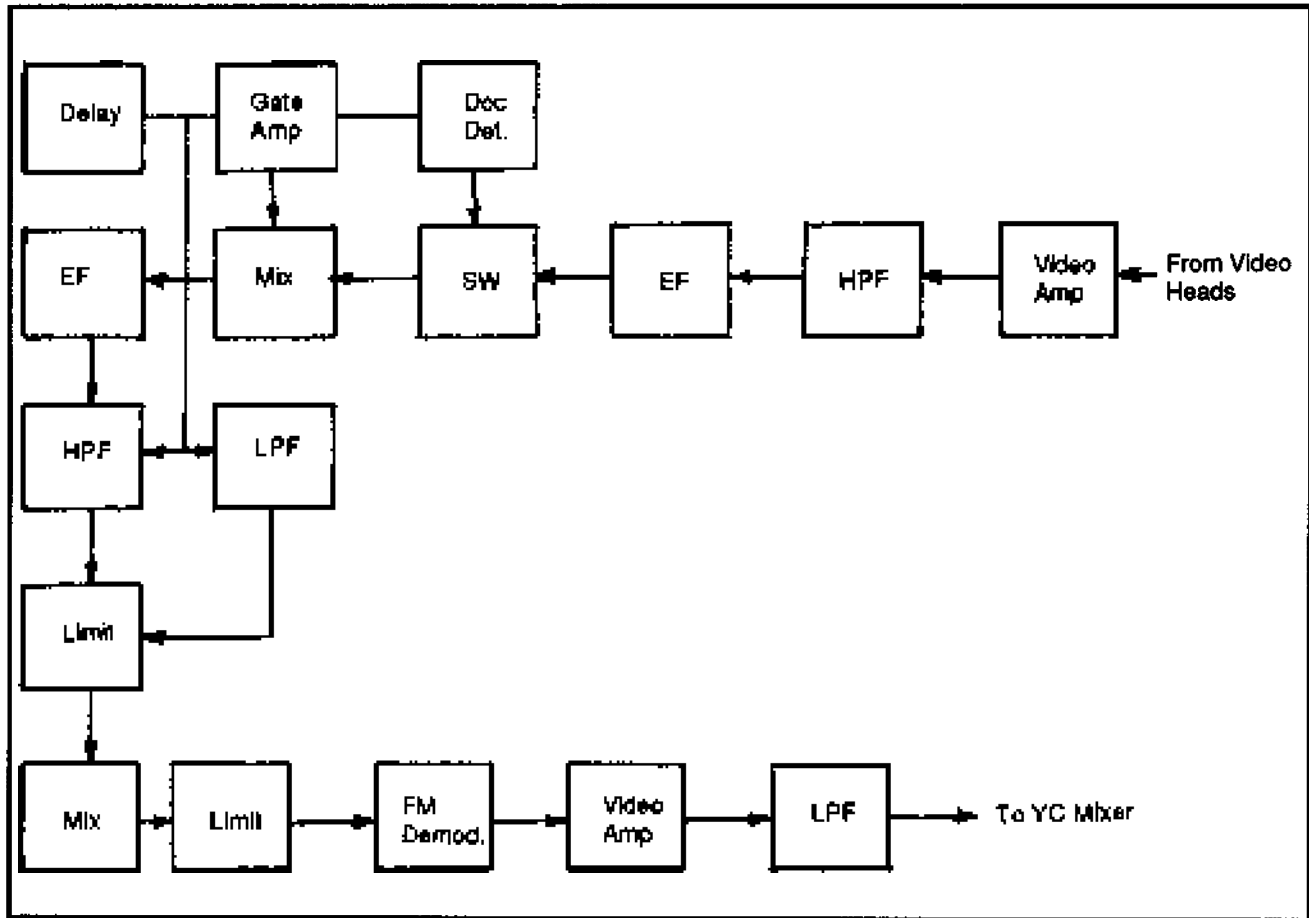 Delay
Gate
Amp
Doc
Det.
EF
Mix
SW
EF
HPF
Video
Amp
From Video
Heads
HPF
LPF
Limit
Mix
Limit
FM
Demod.
Video
Amp
LPF
To YC Mixer